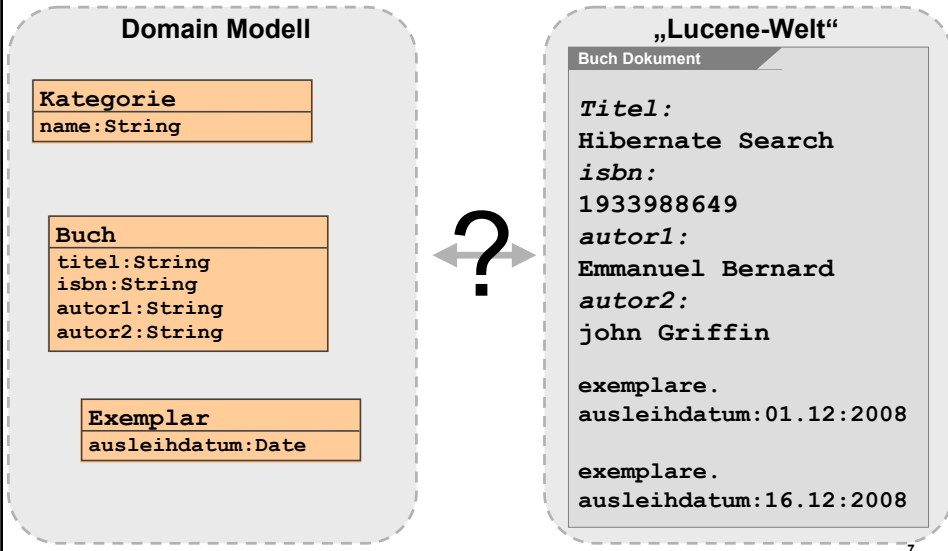 Domain Modell
Kategorie
name:String
Buch
titel:String
isbn:String
autor1:String
autor2:String
Exemplar
ausleihdatum:Date
?
„Lucene-Welt“
Buch Dokument
Titel:
Hibernate Search
isbn:
1933988649
autor1:
Emmanuel Bernard
autor2:
john Griffin
exemplare.
ausleihdatum:01.12:2008
exemplare.
ausleihdatum:16.12:2008
7